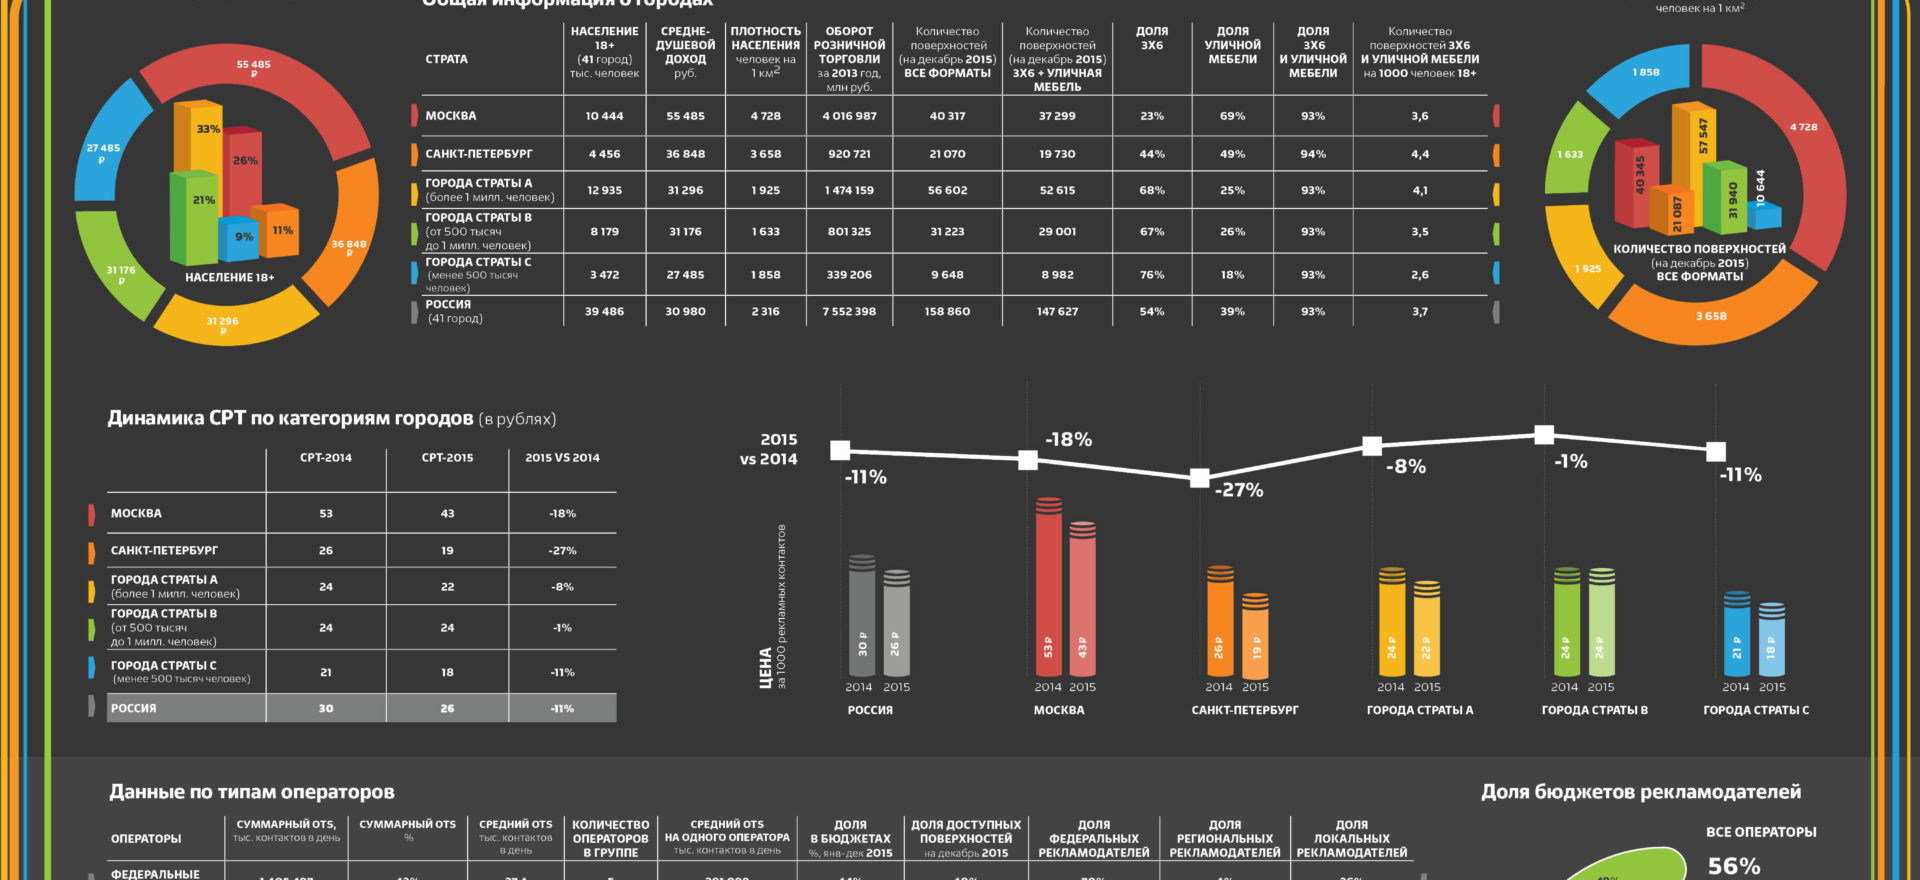 Общая информация о городах
человек на 1 км²
55 485 ₽
27 485 ₽
36 848 ₽
31 176 ₽
31 296 ₽
33%
26%
21%
9%
11%
НАСЕЛЕНИЕ 18+
СТРАТА
НАСЕЛЕНИЕ 18+ (41 город) тыс. человек
СРЕДНЕ-ДУШЕВОЙ ДОХОД руб.
ПЛОТНОСТЬ НАСЕЛЕНИЯ человек на 1 км²
ОБОРОТ РОЗНИЧНОЙ ТОРГОВЛИ за 2013 год, млн руб.
Количество поверхностей (на декабрь 2015) ВСЕ ФОРМАТЫ
Количество поверхностей (на декабрь 2015) 3X6 + УЛИЧНАЯ МЕБЕЛЬ
ДОЛЯ 3X6
ДОЛЯ УЛИЧНОЙ МЕБЕЛИ
ДОЛЯ 3X6 И УЛИЧНОЙ МЕБЕЛИ
Количество поверхностей 3X6 И УЛИЧНОЙ МЕБЕЛИ на 1000 человек 18+
МОСКВА 10 444 55 485 4 728 4 016 987 40 317 37 299 23% 69% 93% 3,6
САНКТ-ПЕТЕРБУРГ 4 456 36 848 3 658 920 721 21 070 19 730 44% 49% 94% 4,4
ГОРОДА СТРАТЫ А (более 1 милл. человек) 12 935 31 296 1 925 1 474 159 56 602 52 615 68% 25% 93% 4,1
ГОРОДА СТРАТЫ В (от 500 тысяч до 1 милл. человек) 8 179 31 176 1 633 801 325 31 223 29 001 67% 26% 93% 3,5
ГОРОДА СТРАТЫ С (менее 500 тысяч человек) 3 472 27 485 1 858 339 206 9 648 8 982 76% 18% 93% 2,6
РОССИЯ (41 город) 39 486 30 980 2 316 7 552 398 158 860 147 627 54% 39% 93% 3,7
1 858
4 728
1 633
1 925
3 658
40 345
21 087
57 547
31 940
10 644
КОЛИЧЕСТВО ПОВЕРХНОСТЕЙ
(на декабрь 2015)
ВСЕ ФОРМАТЫ
Динамика CPT по категориям городов (в рублях)
CPT-2014 CPT-2015 2015 VS 2014
МОСКВА 53 43 -18%
САНКТ-ПЕТЕРБУРГ 26 19 -27%
ГОРОДА СТРАТЫ А (более 1 милл. человек) 24 22 -8%
ГОРОДА СТРАТЫ В (от 500 тысяч до 1 милл. человек) 24 24 -1%
ГОРОДА СТРАТЫ С (менее 500 тысяч человек) 21 18 -11%
РОССИЯ 30 26 -11%
2015
vs 2014
-11%
-18%
-27%
-8%
-1%
-11%
ЦЕНА
за 1000 рекламных контактов
30 ₽ 26 ₽
53 ₽ 43 ₽
26 ₽ 19 ₽
24 ₽ 22 ₽
24 ₽ 24 ₽
21 ₽ 18 ₽
2014 2015 2014 2015 2014 2015 2014 2015 2014 2015 2014 2015
РОССИЯ МОСКВА САНКТ-ПЕТЕРБУРГ ГОРОДА СТРАТЫ А ГОРОДА СТРАТЫ В ГОРОДА СТРАТЫ С
Данные по типам операторов
ОПЕРАТОРЫ
СУММАРНЫЙ OTS, тыс. контактов в день
СУММАРНЫЙ OTS %
СРЕДНИЙ OTS тыс. контактов в день
КОЛИЧЕСТВО ОПЕРАТОРОВ В ГРУППЕ
СРЕДНИЙ OTS НА ОДНОГО ОПЕРАТОРА тыс. контактов в день
ДОЛЯ В БЮДЖЕТАХ %, янв-дек 2015
ДОЛЯ ДОСТУПНЫХ ПОВЕРХНОСТЕЙ на декабрь 2015
ДОЛЯ ФЕДЕРАЛЬНЫХ РЕКЛАМОДАТЕЛЕЙ
ДОЛЯ РЕГИОНАЛЬНЫХ РЕКЛАМОДАТЕЛЕЙ
ДОЛЯ ЛОКАЛЬНЫХ РЕКЛАМОДАТЕЛЕЙ
ФЕДЕРАЛЬНЫЕ
Доля бюджетов рекламодателей
ВСЕ ОПЕРАТОРЫ
56%